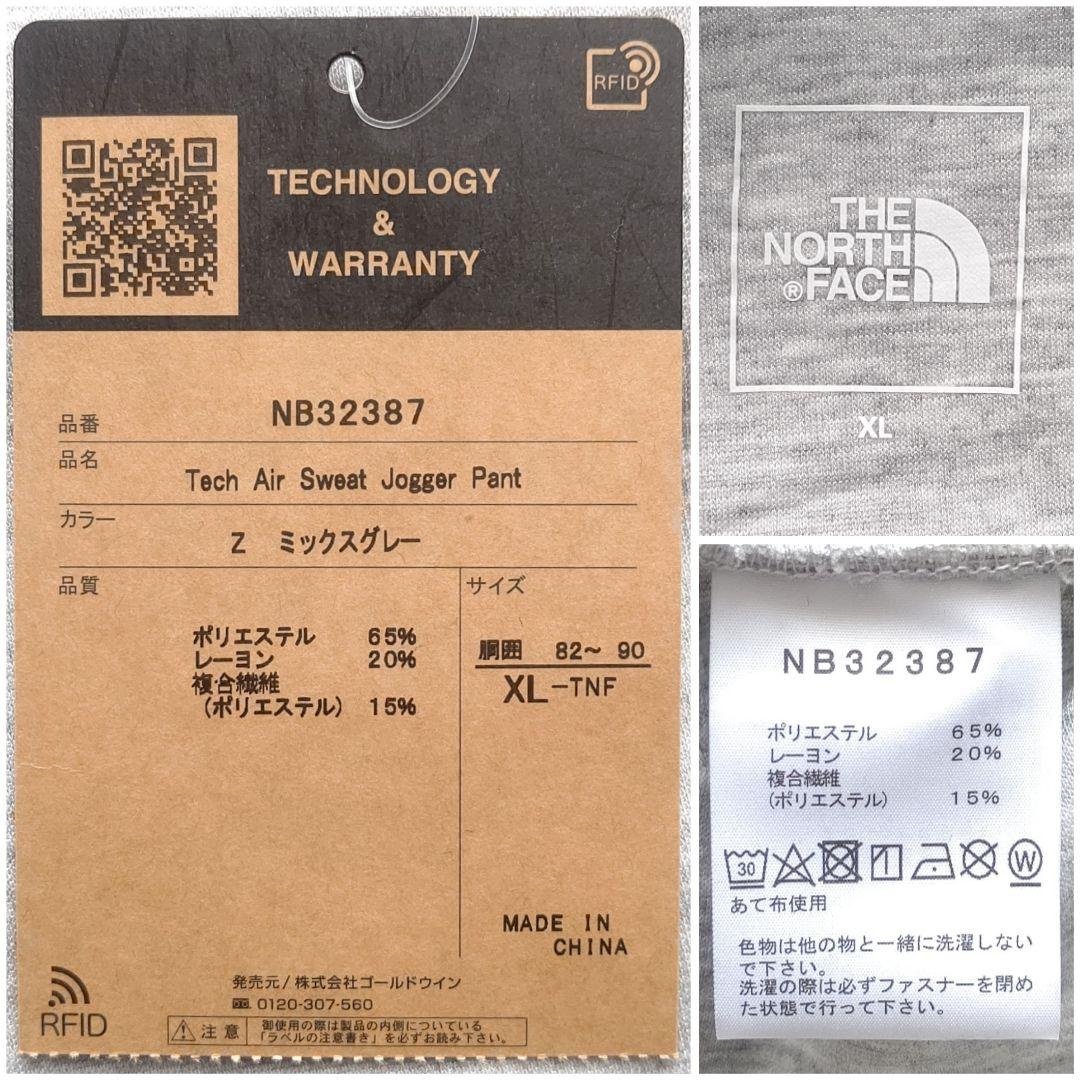 RFID
TECHNOLOGY
&
WARRANTY
品番 NB32387
品名
Tech Air Sweat Jogger Pant
カラー
Z ミックスグレー
品質
ポリエステル 65%
レーヨン 20%
複合繊維
(ポリエステル) 15%
サイズ
胴囲 82～ 90
XL-TNF
MADE IN
CHINA
発売元/株式会社ゴールドウイン
0120-307-560
RFID
注意
御使用の際は製品の内側についている
「ラベルの注意書き」を必ずお読み下さい。
THE
NORTH
®FACE
XL
NB32387
ポリエステル 65%
レーヨン 20%
複合繊維
(ポリエステル) 15%
30
W
あて布使用
色物は他の物と一緒に洗濯しない
で下さい。
洗濯の際は必ずファスナーを閉め
た状態で行って下さい。